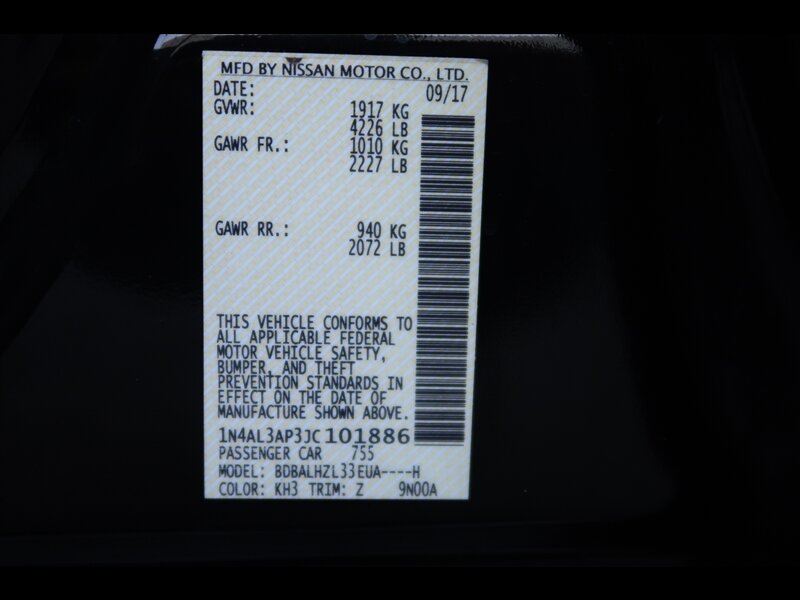 MFD BY NISSAN MOTOR CO., LTD.
DATE: 09/17
GVWR: 1917 KG
4226 LB
GAWR FR.: 1010 KG
2227 LB
GAWR RR.: 940 KG
2072 LB
THIS VEHICLE CONFORMS TO
ALL APPLICABLE FEDERAL
MOTOR VEHICLE SAFETY,
BUMPER, AND THEFT
PREVENTION STANDARDS IN
EFFECT ON THE DATE OF
MANUFACTURE SHOWN ABOVE.
1N4AL3AP3JC101886
PASSENGER CAR 755
MODEL: BDBALHZL33EUA----H
COLOR: KH3 TRIM: Z 9N00A